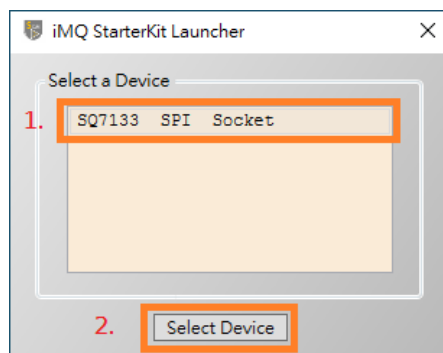 iMQ StarterKit Launcher
Select a Device
1.
SQ7133 SPI Socket
2.
Select Device